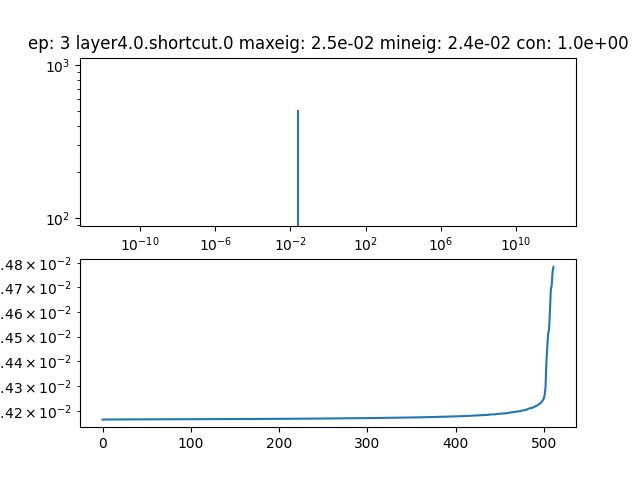 ep: 3 layer4.0.shortcut.0 maxeig: 2.5e-02 mineig: 2.4e-02 con: 1.0e+00
10³
10²
10⁻¹⁰ 10⁻⁶ 10⁻² 10² 10⁶ 10¹⁰
.48 × 10⁻²
.47 × 10⁻²
.46 × 10⁻²
.45 × 10⁻²
.44 × 10⁻²
.43 × 10⁻²
.42 × 10⁻²
0 100 200 300 400 500